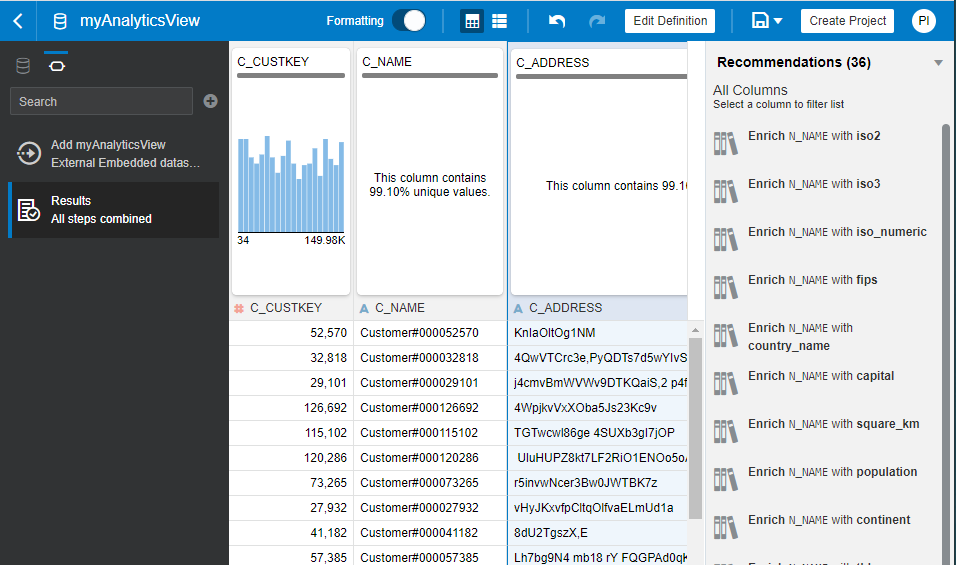 myAnalyticsView
Formatting
Edit Definition
Create Project
PI
Search
Add myAnalyticsView
External Embedded datas...
Results
All steps combined
C_CUSTKEY
34 149.98K
C_NAME
This column contains
99.10% unique values.
C_ADDRESS
This column contains 99.10
# C_CUSTKEY A C_NAME A C_ADDRESS
52,570 Customer#000052570 KnIaOltOg1NM
32,818 Customer#000032818 4QwVTCrc3e,PyQDTs7d5wYIvS
29,101 Customer#000029101 j4cmvBmWVWv9DTKQaiS,2 p4f
126,692 Customer#000126692 4WpjkvVxXOba5Js23Kc9v
115,102 Customer#000115102 TGTwcwl86ge 4SUXb3gl7jOP
120,286 Customer#000120286 UluHUPZ8kt7LF2RiO1ENOo5o
73,265 Customer#000073265 r5invwNcer3Bw0JWTBK7z
27,932 Customer#000027932 vHyJKxvfpCltqOlfvaELmUd1a
41,182 Customer#000041182 8dU2TgszX,E
57,385 Customer#000057385 Lh7bg9N4 mb18 rY FQGPAd0qK
Recommendations (36)
All Columns
Select a column to filter list
Enrich N_NAME with iso2
Enrich N_NAME with iso3
Enrich N_NAME with iso_numeric
Enrich N_NAME with fips
Enrich N_NAME with
country_name
Enrich N_NAME with capital
Enrich N_NAME with square_km
Enrich N_NAME with population
Enrich N_NAME with continent